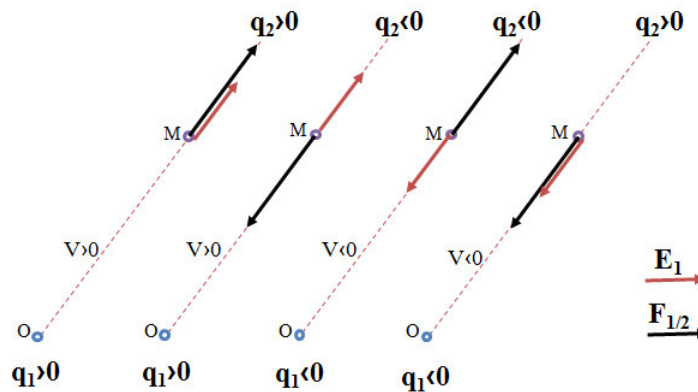 q₂›0 q₂‹0 q₂‹0 q₂›0
M M M M
V›0 V›0 V‹0 V‹0
E₁
F₁/₂
O O O O
q₁›0 q₁›0 q₁‹0 q₁‹0